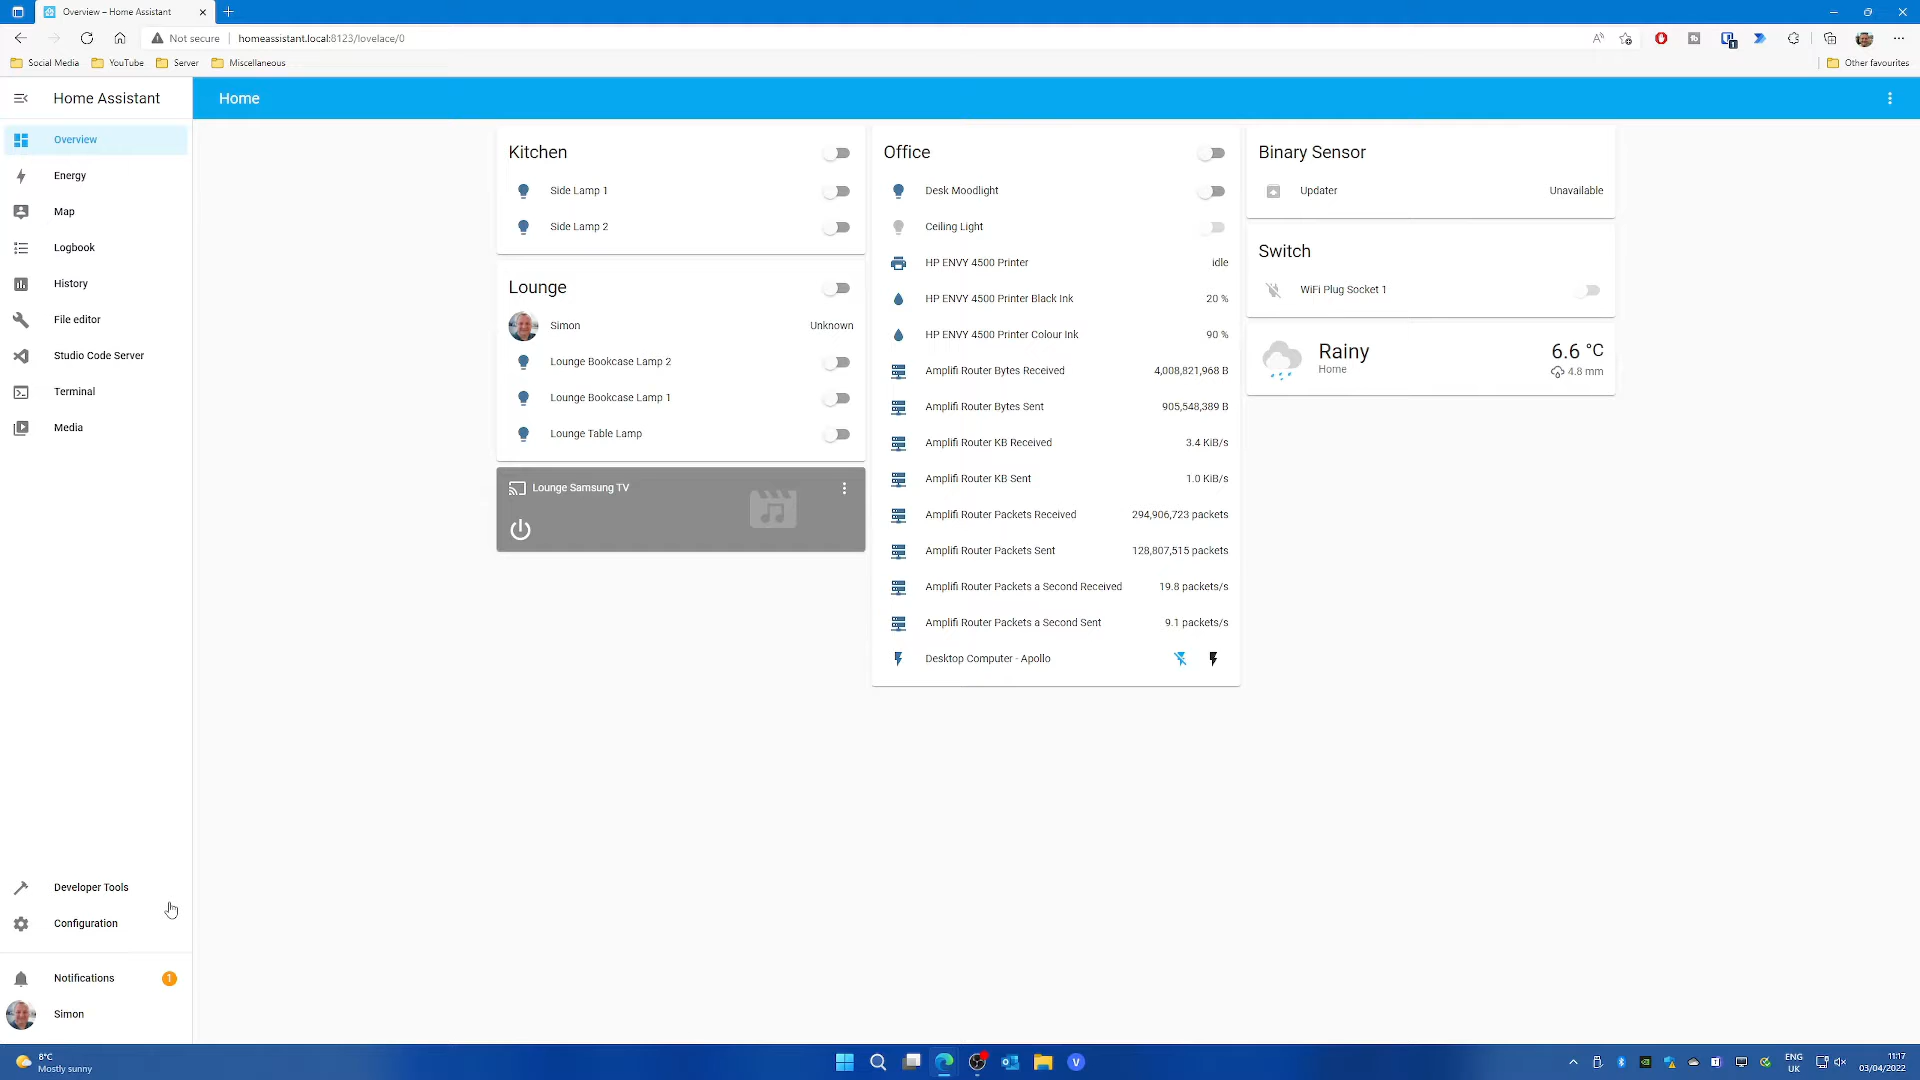 Overview – Home Assistant
Not secure
homeassistant.local:8123/lovelace/0
Social Media
YouTube
Server
Miscellaneous
Other favourites
Home Assistant
Home
Overview
Energy
Map
Logbook
History
File editor
Studio Code Server
Terminal
Media
Developer Tools
Configuration
Notifications 1
Simon
Kitchen
Side Lamp 1
Side Lamp 2
Lounge
Simon Unknown
Lounge Bookcase Lamp 2
Lounge Bookcase Lamp 1
Lounge Table Lamp
Lounge Samsung TV
Office
Desk Moodlight
Ceiling Light
HP ENVY 4500 Printer idle
HP ENVY 4500 Printer Black Ink 20 %
HP ENVY 4500 Printer Colour Ink 90 %
Amplifi Router Bytes Received 4,008,821,968 B
Amplifi Router Bytes Sent 905,548,389 B
Amplifi Router KB Received 3.4 KiB/s
Amplifi Router KB Sent 1.0 KiB/s
Amplifi Router Packets Received 294,906,723 packets
Amplifi Router Packets Sent 128,807,515 packets
Amplifi Router Packets a Second Received 19.8 packets/s
Amplifi Router Packets a Second Sent 9.1 packets/s
Desktop Computer - Apollo
Binary Sensor
Updater Unavailable
Switch
WiFi Plug Socket 1
Rainy 6.6 °C
Home 4.8 mm
8°C
Mostly sunny
ENG
UK
11:17
03/04/2022